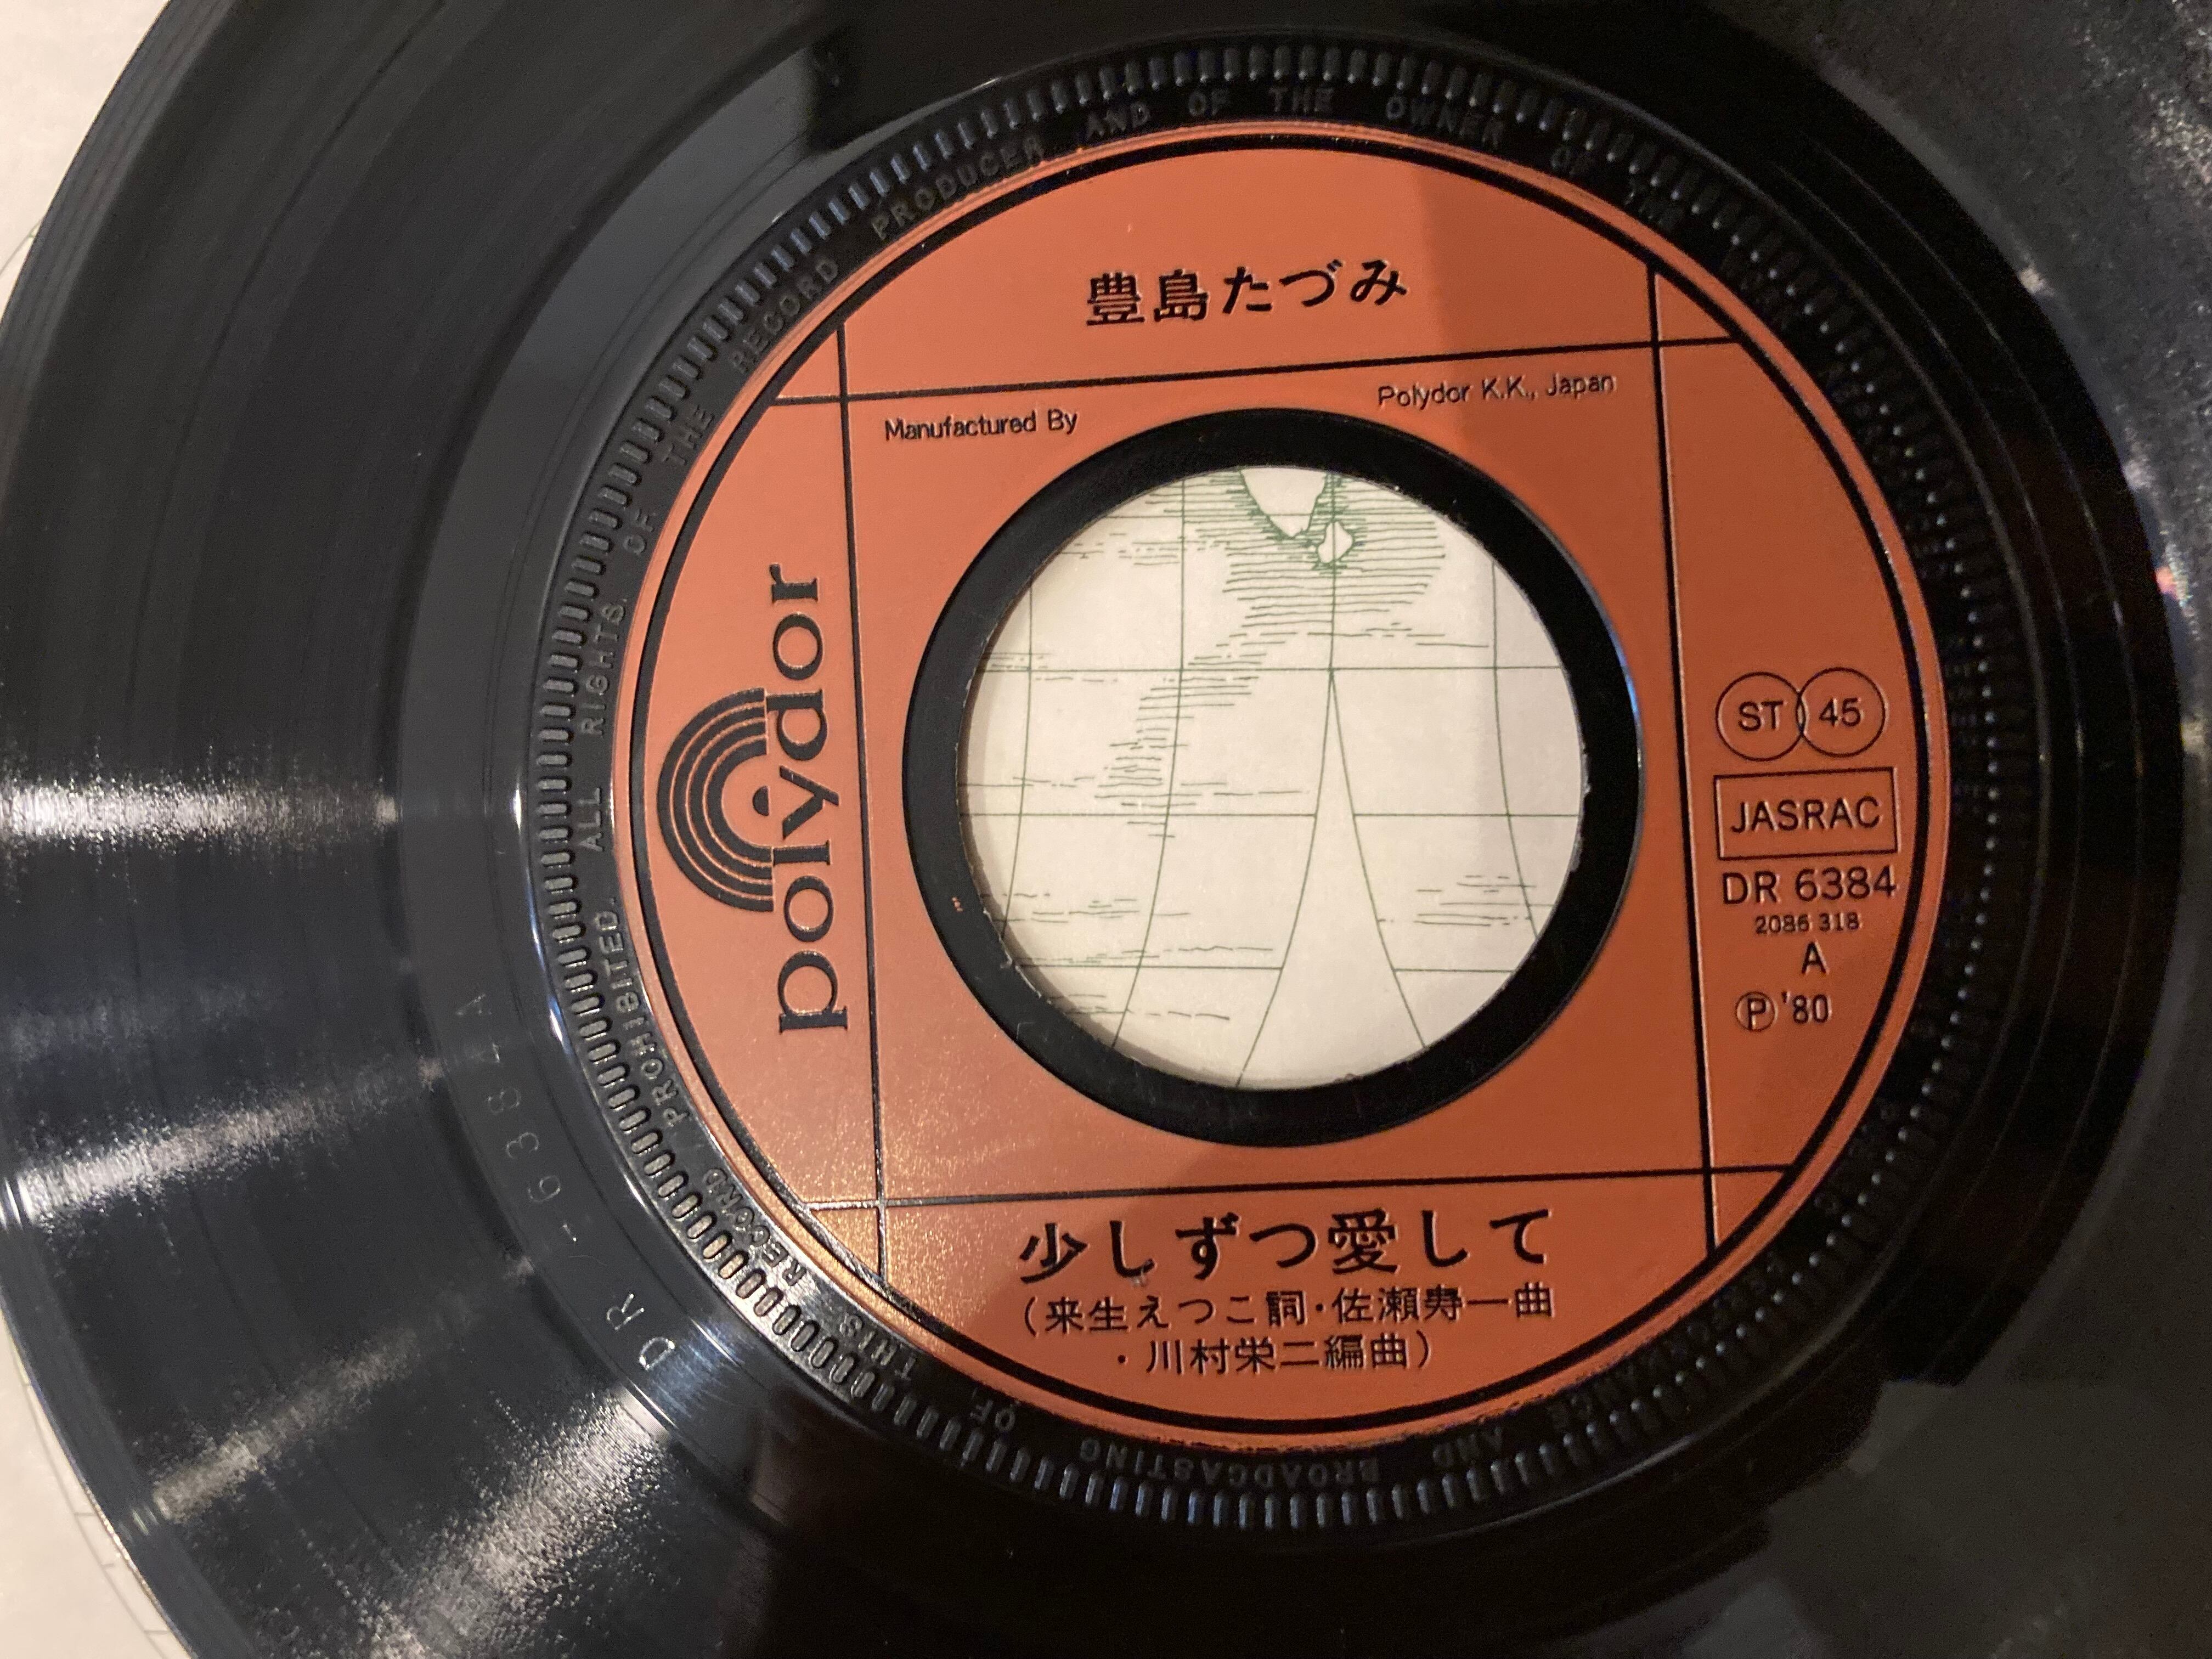 豊島たづみ
Manufactured By
Polydor K.K., Japan
polydor
ST 45
JASRAC
DR 6384
2086 318
A
Ⓟ '80
少しずつ愛して
(来生えつこ詞・佐瀬寿一曲
・川村栄二編曲)
DR-6384A
ALL RIGHTS. OF THE RECORD PRODUCER AND OF THE OWNER OF THE WORK
AND BROADCASTING OF THIS RECORD PROHIBITED.